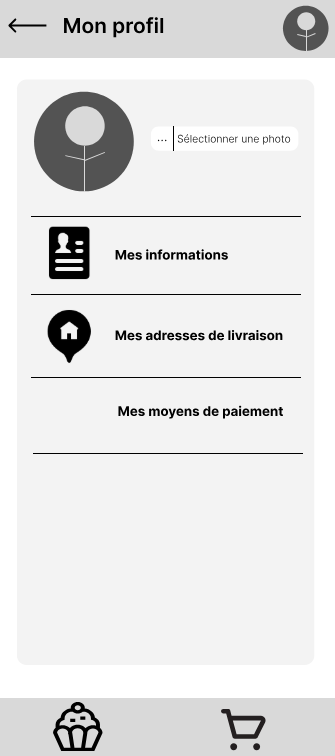 Mon profil
... Sélectionner une photo
Mes informations
Mes adresses de livraison
Mes moyens de paiement